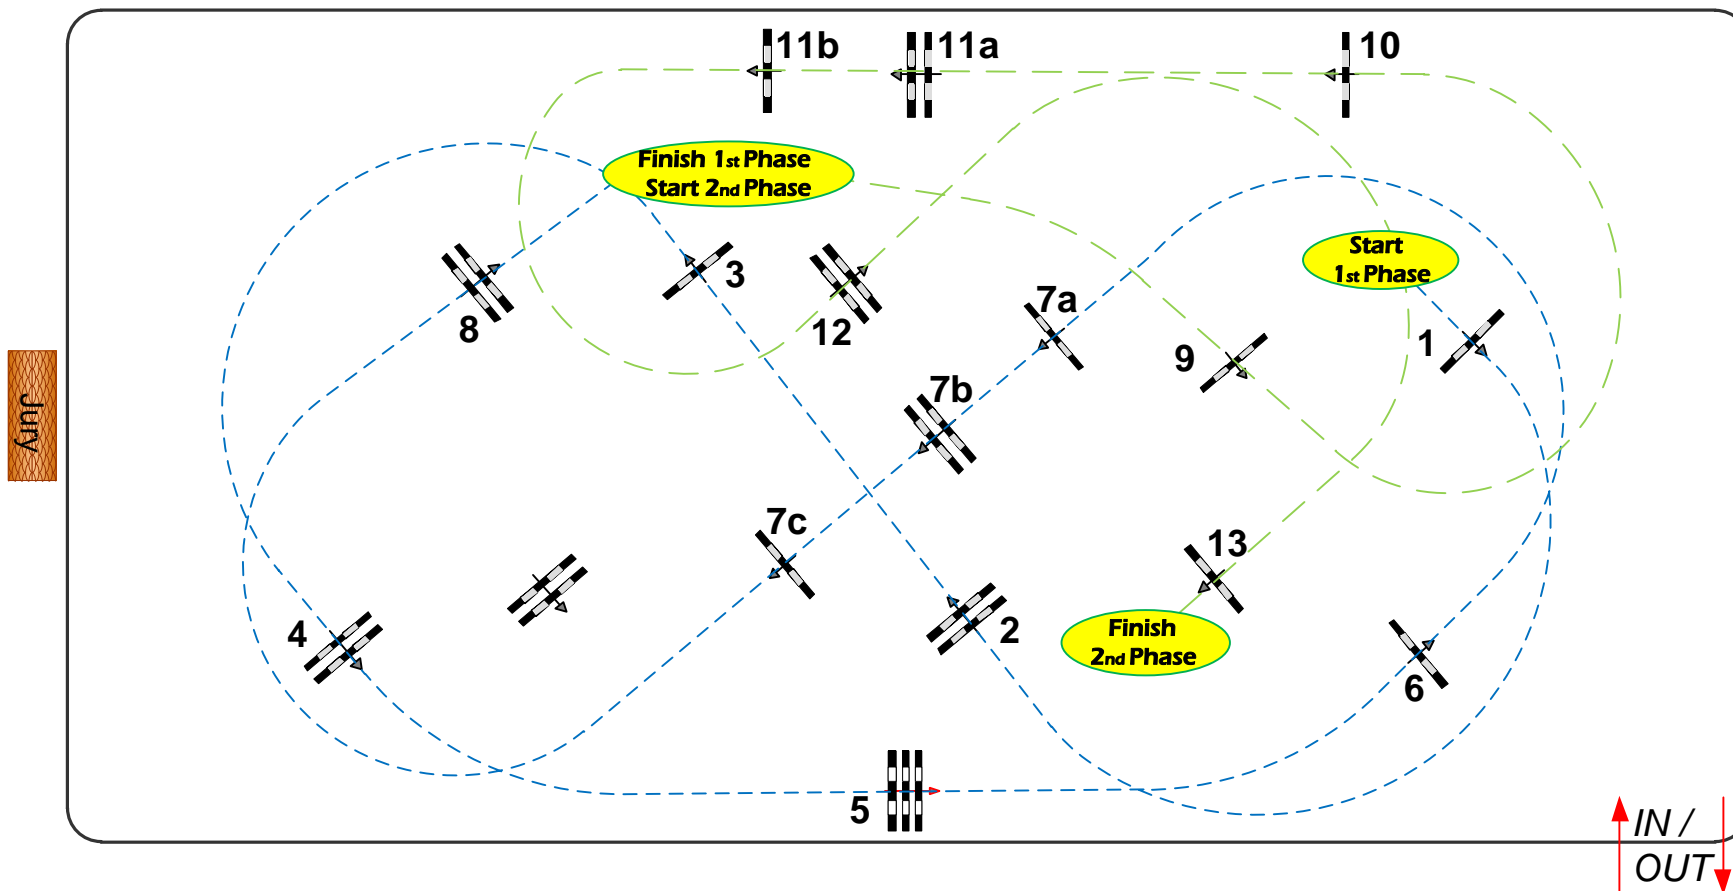 11b
11a
10
Finish 1st Phase
Start 2nd Phase
Start
1st Phase
3
8
12
7a
9
1
7b
Jury
7c
13
4
2
Finish
2nd Phase
6
5
IN /
OUT